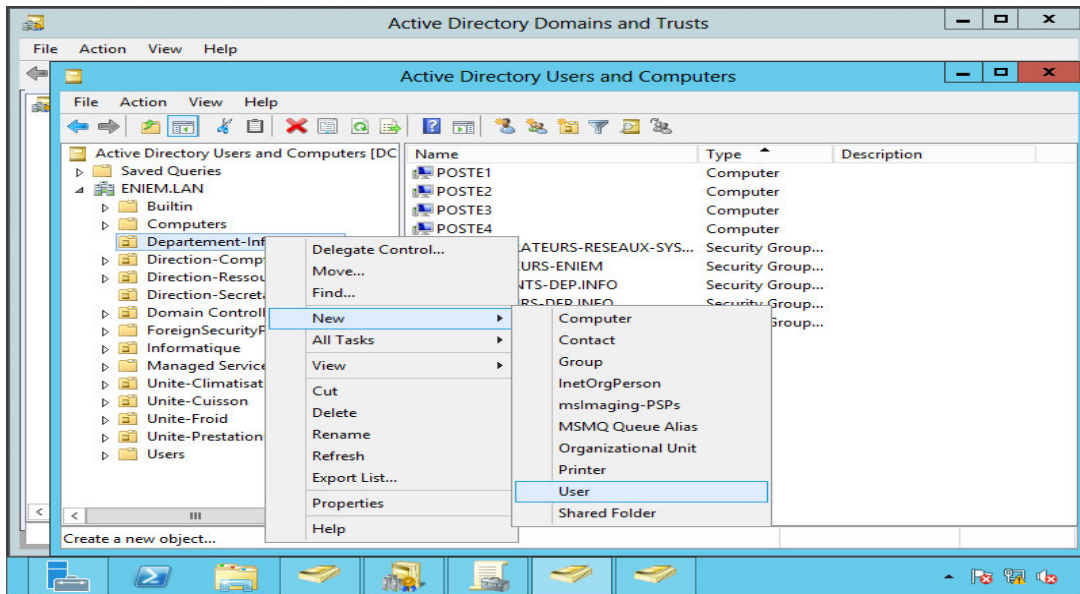 Active Directory Domains and Trusts
File Action View Help
Active Directory Users and Computers
File Action View Help
Active Directory Users and Computers [DC
Saved Queries
ENIEM.LAN
Builtin
Computers
Departement-Inf
Direction-Comp
Direction-Ressou
Direction-Secret
Domain Controll
ForeignSecurityP
Informatique
Managed Service
Unite-Climatisat
Unite-Cuisson
Unite-Froid
Unite-Prestation
Users
Name Type Description
POSTE1 Computer
POSTE2 Computer
POSTE3 Computer
POSTE4 Computer
ATEURS-RESEAUX-SYS... Security Group...
URS-ENIEM Security Group...
NTS-DEP.INFO Security Group...
RS-DEP.INFO Security Group...
Group...
Delegate Control...
Move...
Find...
New
All Tasks
View
Cut
Delete
Rename
Refresh
Export List...
Properties
Help
Computer
Contact
Group
InetOrgPerson
msImaging-PSPs
MSMQ Queue Alias
Organizational Unit
Printer
User
Shared Folder
Create a new object...